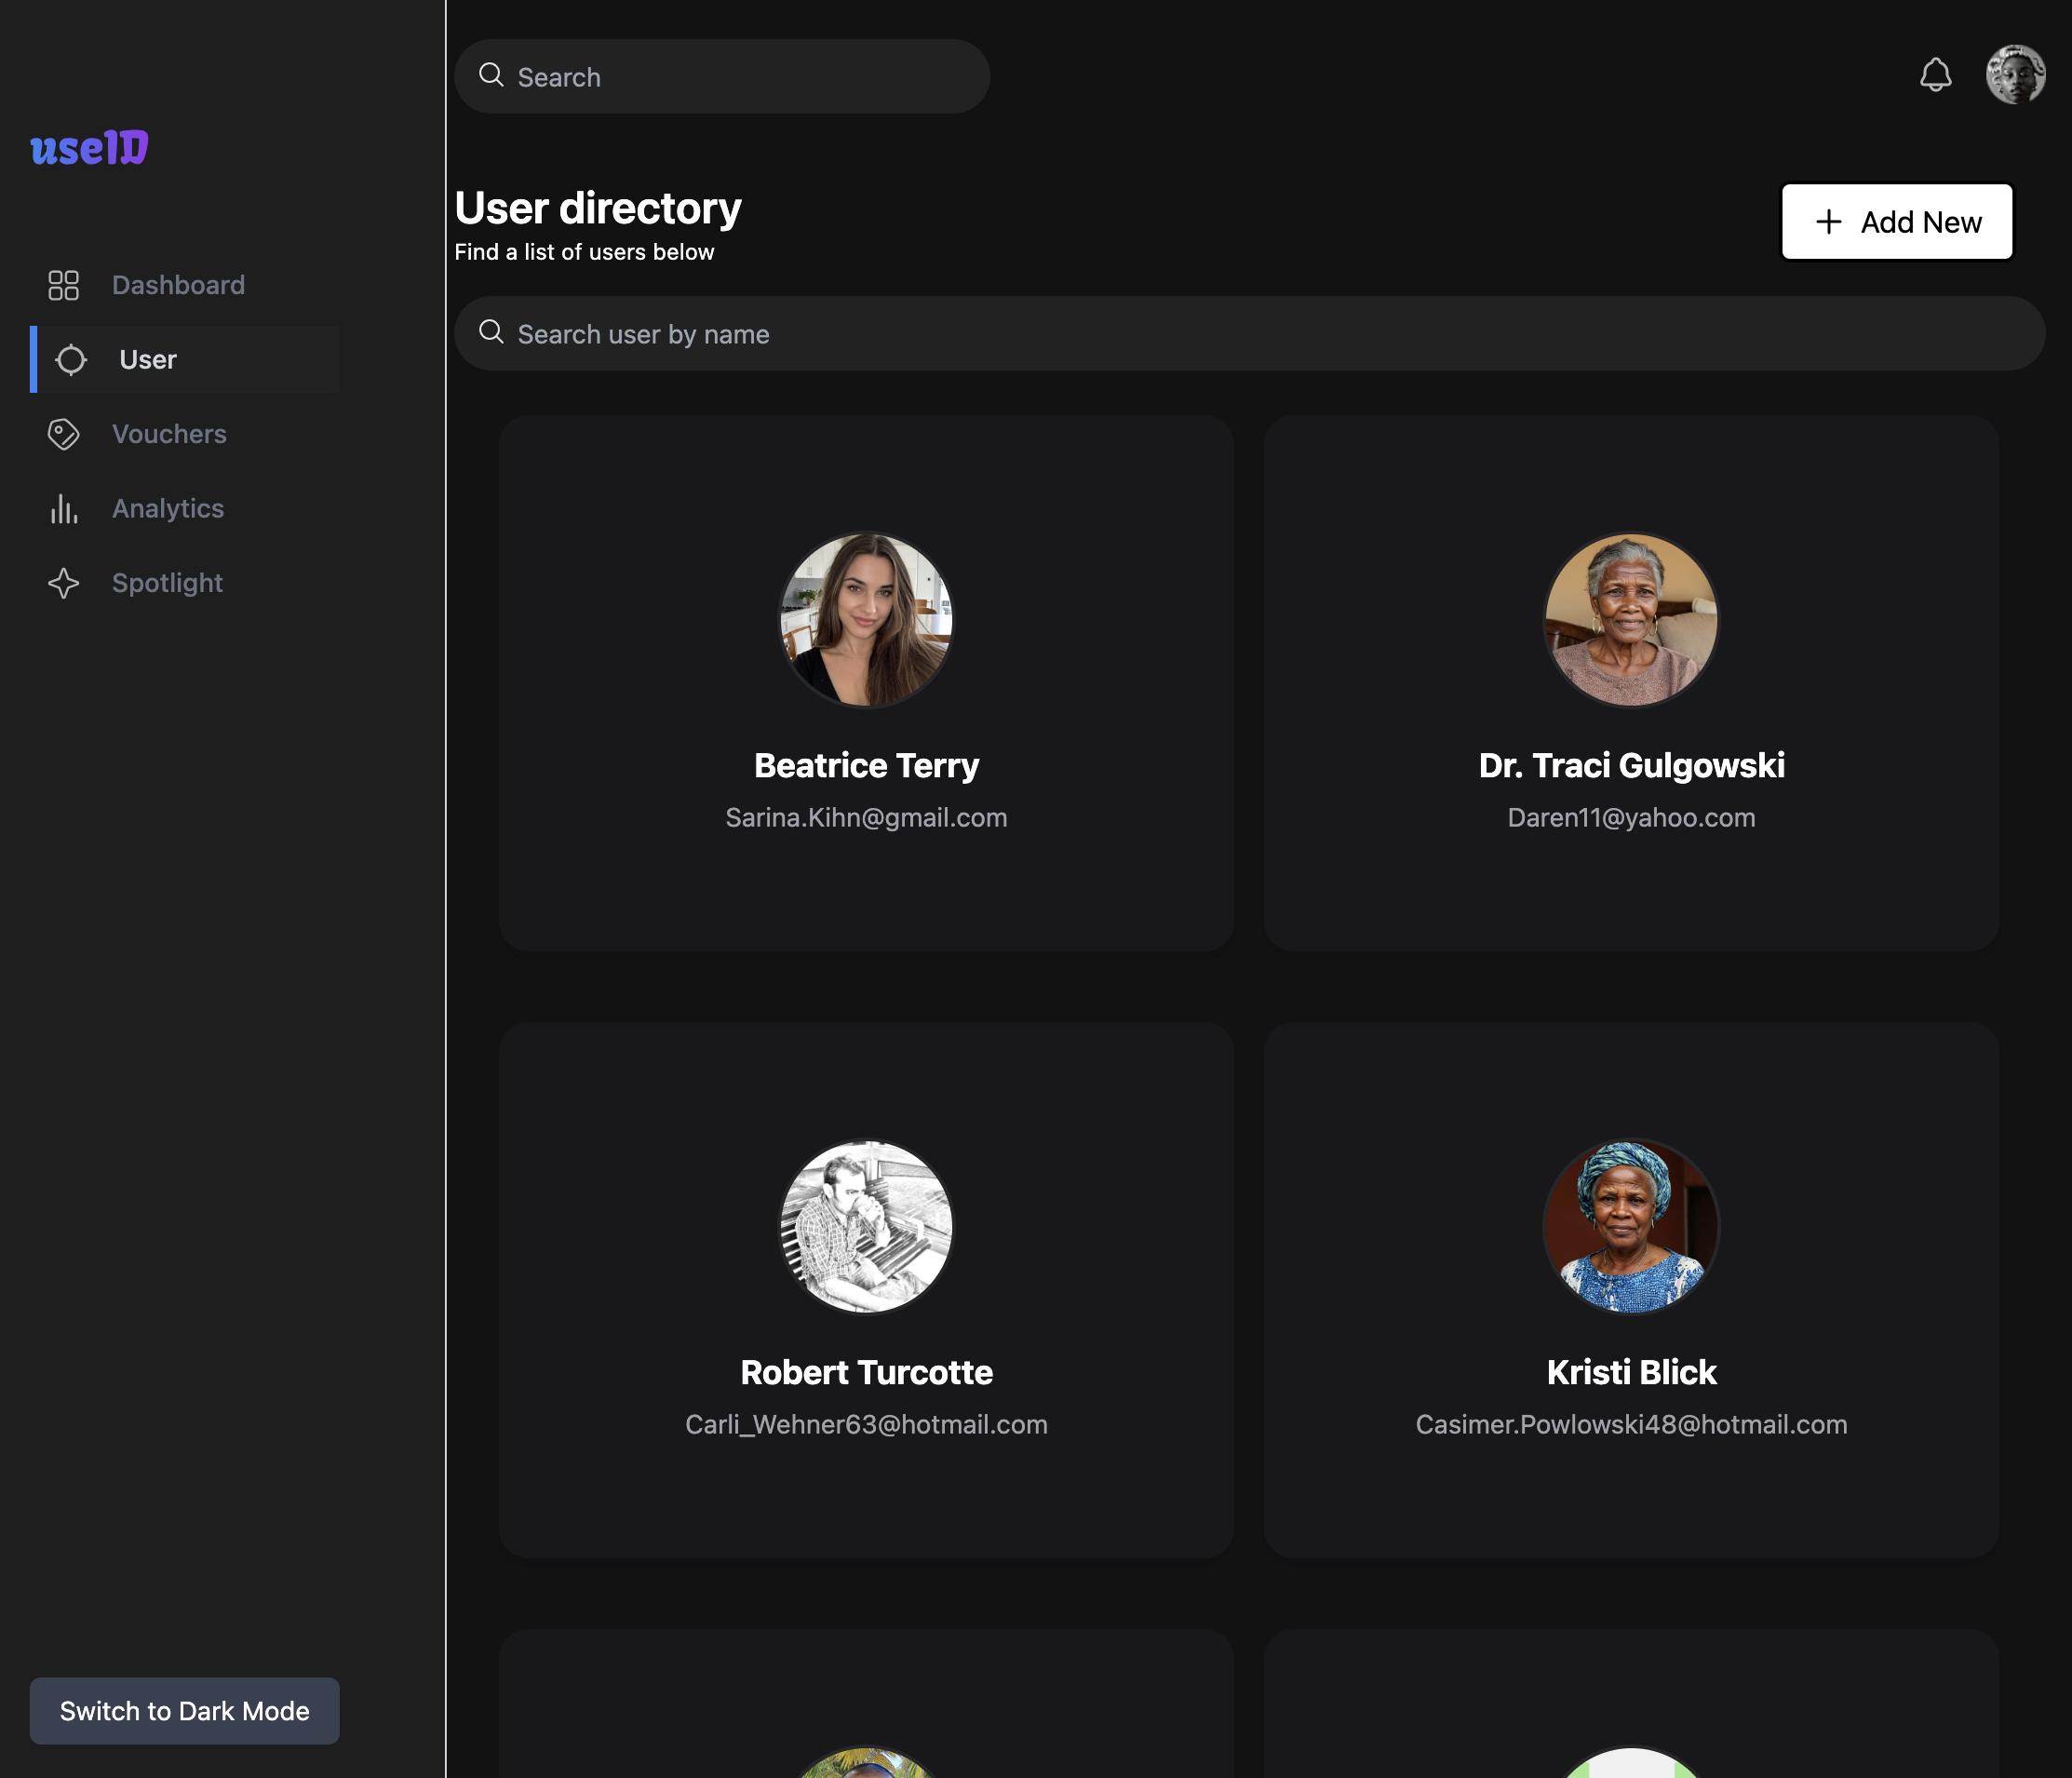 useID
Dashboard
User
Vouchers
Analytics
Spotlight
Switch to Dark Mode
Search
User directory
Find a list of users below
Add New
Search user by name
Beatrice Terry
Sarina.Kihn@gmail.com
Dr. Traci Gulgowski
Daren11@yahoo.com
Robert Turcotte
Carli_Wehner63@hotmail.com
Kristi Blick
Casimer.Powlowski48@hotmail.com